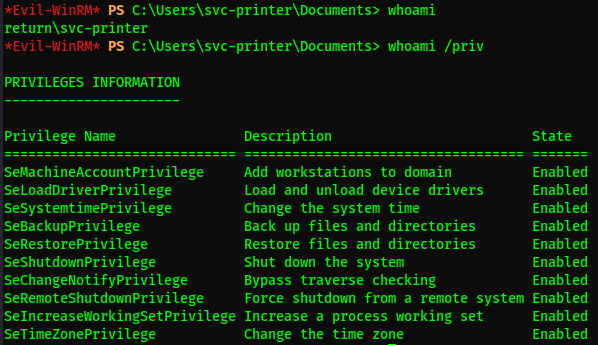 *Evil-WinRM* PS C:\Users\svc-printer\Documents> whoami
return\svc-printer
*Evil-WinRM* PS C:\Users\svc-printer\Documents> whoami /priv

PRIVILEGES INFORMATION
----------------------

Privilege Name                Description                         State
============================= =================================== =======
SeMachineAccountPrivilege     Add workstations to domain          Enabled
SeLoadDriverPrivilege         Load and unload device drivers      Enabled
SeSystemtimePrivilege         Change the system time              Enabled
SeBackupPrivilege             Back up files and directories       Enabled
SeRestorePrivilege            Restore files and directories       Enabled
SeShutdownPrivilege           Shut down the system                Enabled
SeChangeNotifyPrivilege       Bypass traverse checking            Enabled
SeRemoteShutdownPrivilege     Force shutdown from a remote system Enabled
SeIncreaseWorkingSetPrivilege Increase a process working set      Enabled
SeTimeZonePrivilege           Change the time zone                Enabled